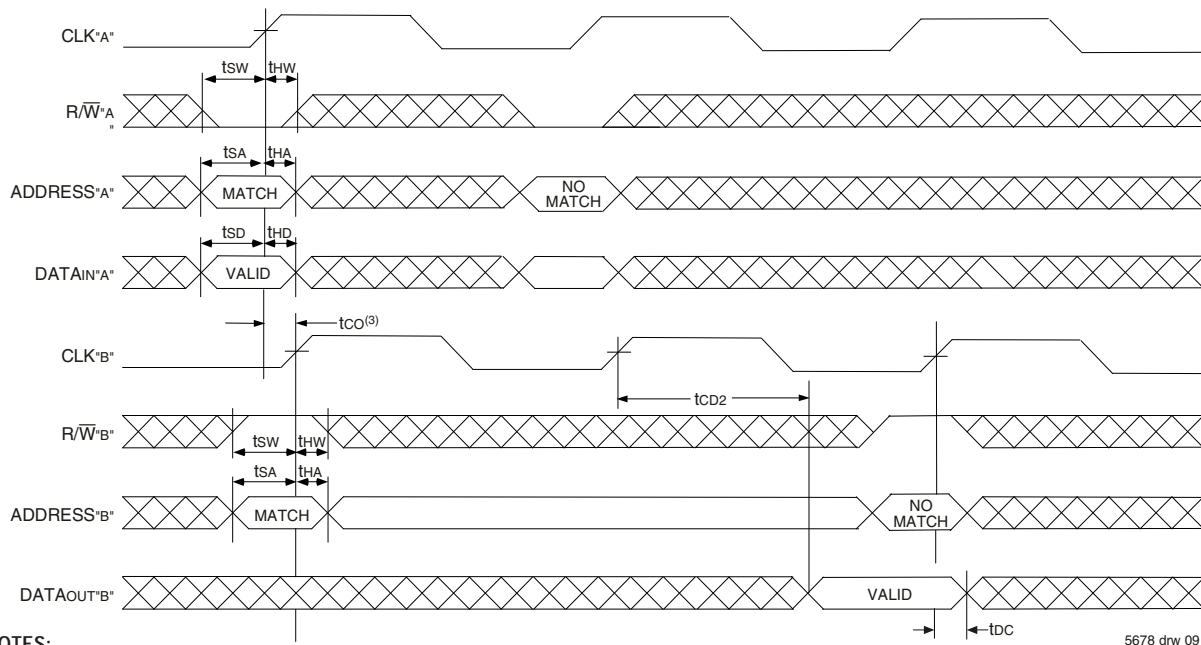 CLK"A"
tSW tHW
R/W"A
"
tSA tHA
ADDRESS"A" MATCH NO MATCH
tSD tHD
DATAIN"A" VALID
tCO(3)
CLK"B"
tCD2
R/W"B"
tSW tHW
tSA tHA
ADDRESS"B" MATCH NO MATCH
DATAOUT"B" VALID
tDC
OTES:
5678 drw 09